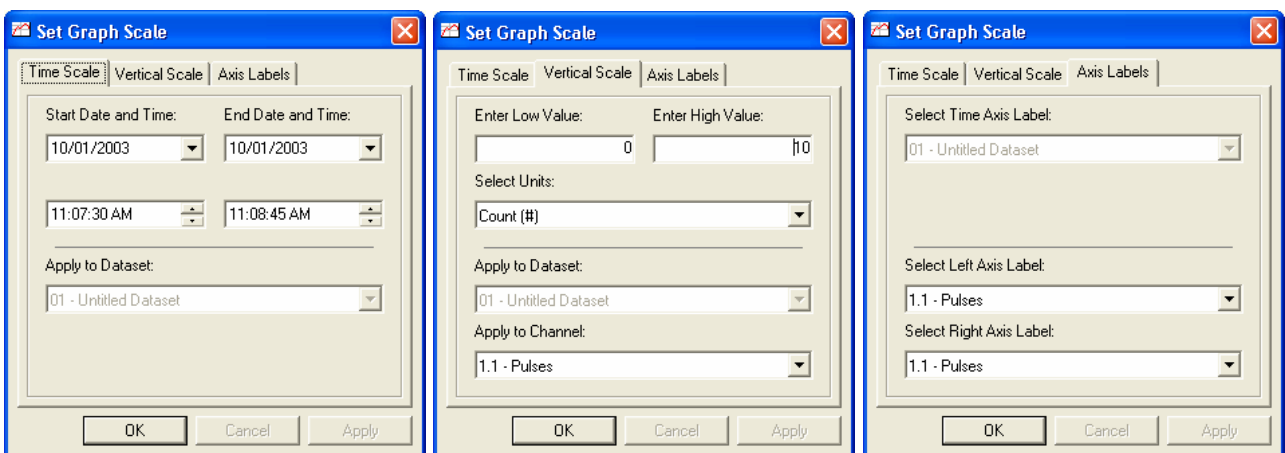 Set Graph Scale
Time Scale Vertical Scale Axis Labels
Start Date and Time: End Date and Time:
10/01/2003 10/01/2003
11:07:30 AM 11:08:45 AM
Apply to Dataset:
01 - Untitled Dataset
OK Cancel Apply
Set Graph Scale
Time Scale Vertical Scale Axis Labels
Enter Low Value: Enter High Value:
0 10
Select Units:
Count (#)
Apply to Dataset:
01 - Untitled Dataset
Apply to Channel:
1.1 - Pulses
OK Cancel Apply
Set Graph Scale
Time Scale Vertical Scale Axis Labels
Select Time Axis Label:
01 - Untitled Dataset
Select Left Axis Label:
1.1 - Pulses
Select Right Axis Label:
1.1 - Pulses
OK Cancel Apply